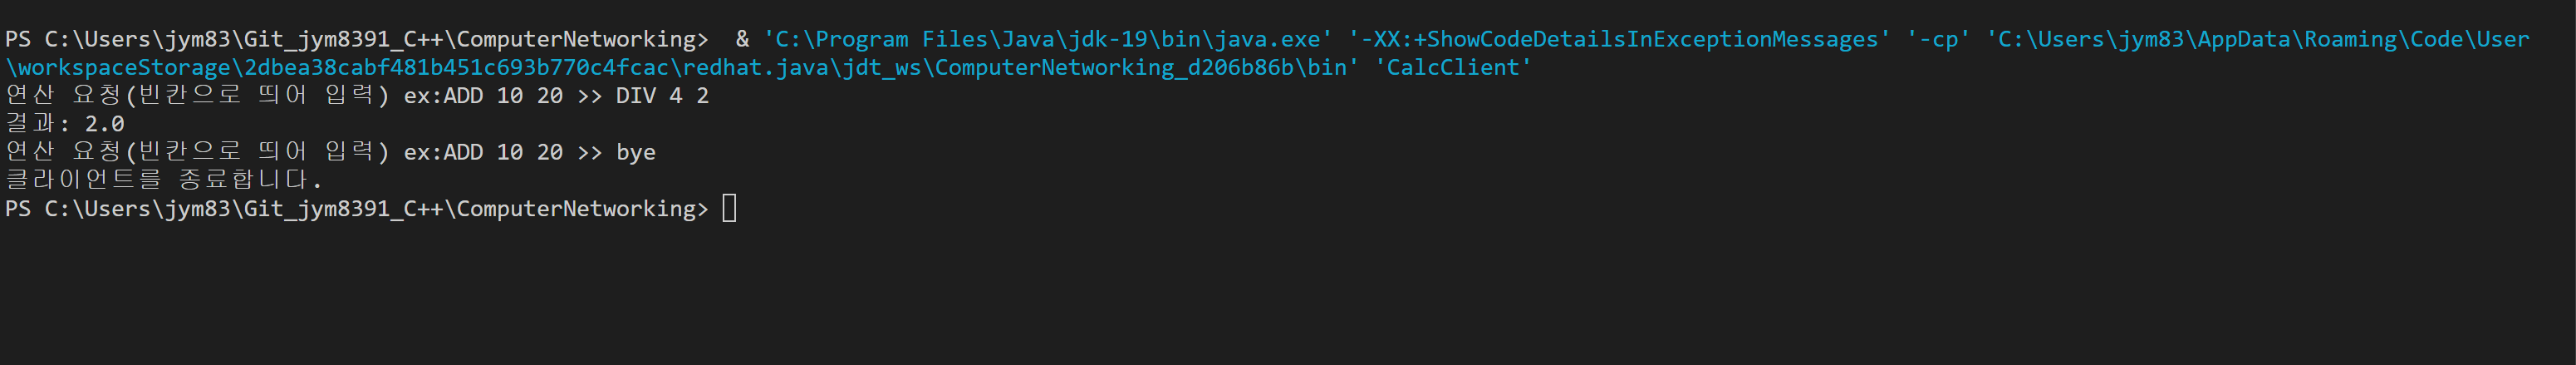 PS C:\Users\jym83\Git_jym8391_C++\ComputerNetworking>  & 'C:\Program Files\Java\jdk-19\bin\java.exe' '-XX:+ShowCodeDetailsInExceptionMessages' '-cp' 'C:\Users\jym83\AppData\Roaming\Code\User
\workspaceStorage\2dbea38cabf481b451c693b770c4fcac\redhat.java\jdt_ws\ComputerNetworking_d206b86b\bin' 'CalcClient'
연산 요청(빈칸으로 띄어 입력) ex:ADD 10 20 >> DIV 4 2
결과: 2.0
연산 요청(빈칸으로 띄어 입력) ex:ADD 10 20 >> bye
클라이언트를 종료합니다.
PS C:\Users\jym83\Git_jym8391_C++\ComputerNetworking>